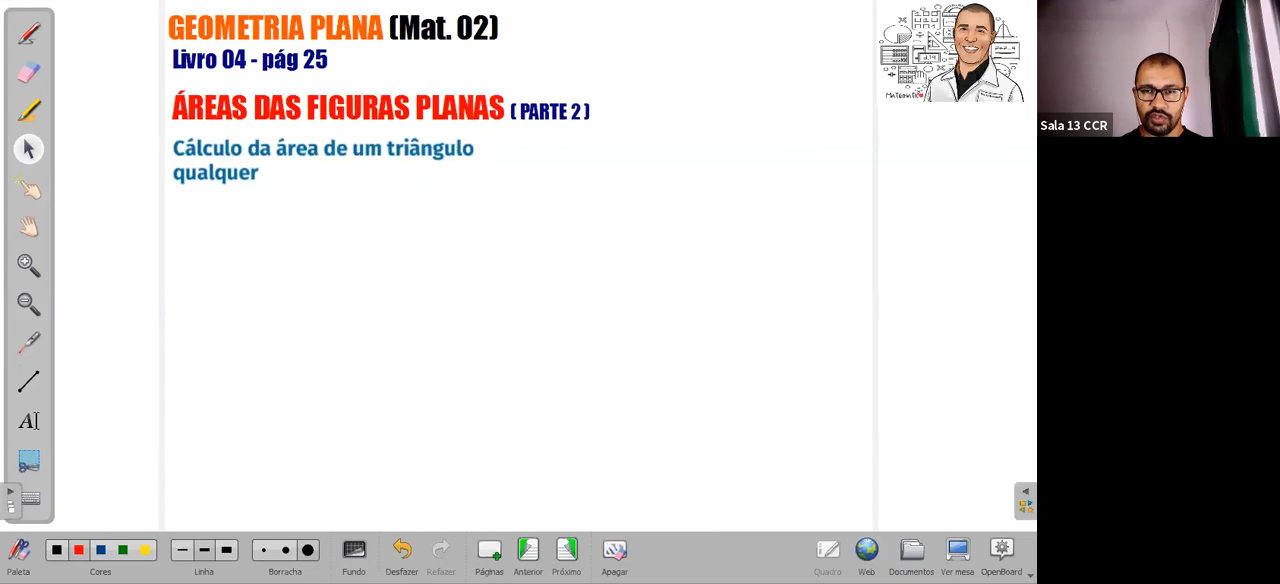 GEOMETRIA PLANA (Mat. 02)
Livro 04 - pág 25
ÁREAS DAS FIGURAS PLANAS ( PARTE 2 )
Cálculo da área de um triângulo
qualquer
Sala 13 CCR
Paleta
Cores
Linha
Borracha
Fundo
Desfazer
Refazer
Páginas
Anterior
Próximo
Apagar
Quadro
Web
Documentos
Ver mesa
OpenBoard